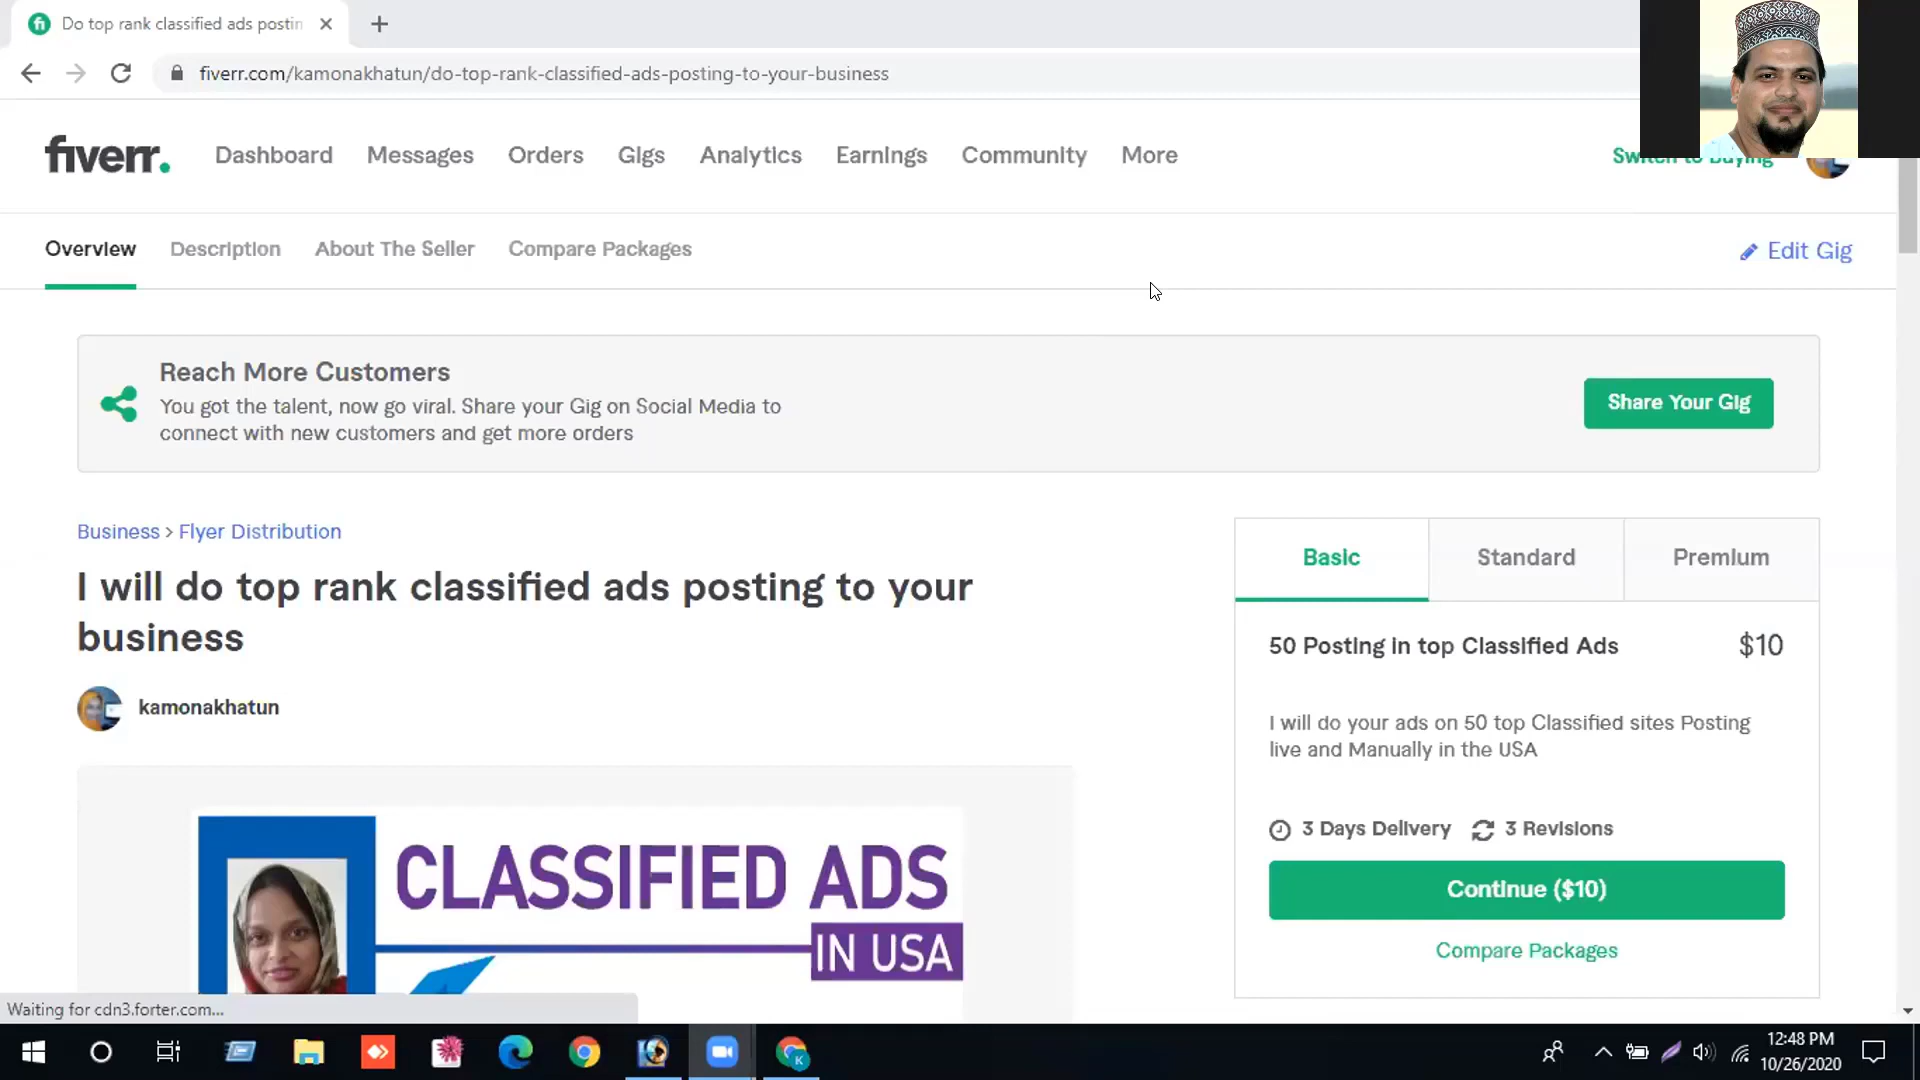 Do top rank classified ads postin
fiverr.com/kamonakhatun/do-top-rank-classified-ads-posting-to-your-business
fiverr.
Dashboard
Messages
Orders
Gigs
Analytics
Earnings
Community
More
Switch to Buying
Overview
Description
About The Seller
Compare Packages
Edit Gig
Reach More Customers
You got the talent, now go viral. Share your Gig on Social Media to
connect with new customers and get more orders
Share Your Gig
Business > Flyer Distribution
I will do top rank classified ads posting to your
business
kamonakhatun
CLASSIFIED ADS
IN USA
Basic
Standard
Premium
50 Posting in top Classified Ads
$10
I will do your ads on 50 top Classified sites Posting
live and Manually in the USA
3 Days Delivery
3 Revisions
Continue ($10)
Compare Packages
Waiting for cdn3.forter.com...
12:48 PM
10/26/2020